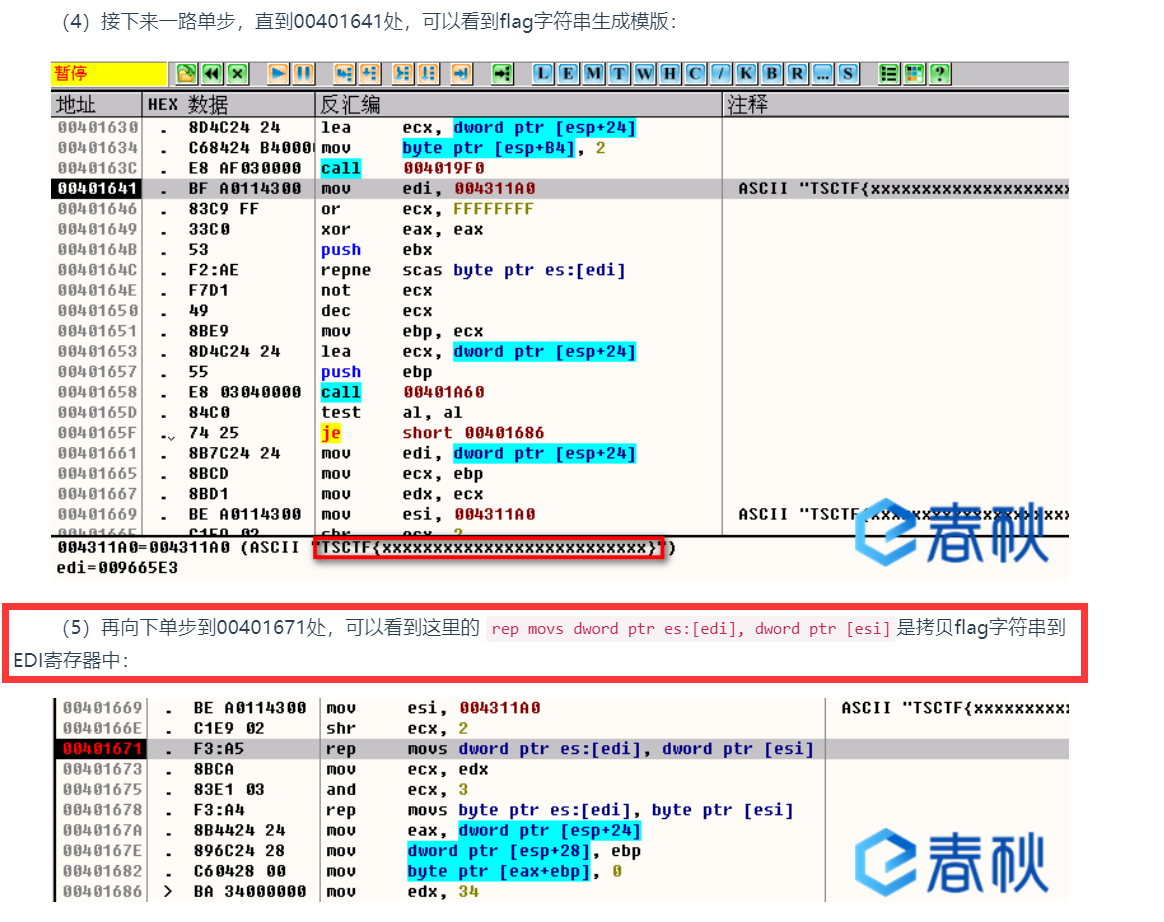 （4）接下来一路单步，直到00401641处，可以看到flag字符串生成模版：
暂停 L E M T W H C / K B R ... S ?
地址 HEX 数据 反汇编 注释
00401630 . 8D4C24 24 lea ecx, dword ptr [esp+24]
00401634 . C68424 B4000 mov byte ptr [esp+B4], 2
0040163C . E8 AF030000 call 004019F0
00401641 . BF A0114300 mov edi, 004311A0 ASCII "TSCTF{xxxxxxxxxxxxxxxxxxxx
00401646 . 83C9 FF or ecx, FFFFFFFF
00401649 . 33C0 xor eax, eax
0040164B . 53 push ebx
0040164C . F2:AE repne scas byte ptr es:[edi]
0040164E . F7D1 not ecx
00401650 . 49 dec ecx
00401651 . 8BE9 mov ebp, ecx
00401653 . 8D4C24 24 lea ecx, dword ptr [esp+24]
00401657 . 55 push ebp
00401658 . E8 03040000 call 00401A60
0040165D . 84C0 test al, al
0040165F . 74 25 je short 00401686
00401661 . 8B7C24 24 mov edi, dword ptr [esp+24]
00401665 . 8BCD mov ecx, ebp
00401667 . 8BD1 mov edx, ecx
00401669 . BE A0114300 mov esi, 004311A0 ASCII "TSCTF{xxxxxxxxxxxxxxxxxxxx
0040166E . C1E9 02 shr ecx, 2
004311A0=004311A0 (ASCII "TSCTF{xxxxxxxxxxxxxxxxxxxxxxxxxx}")
edi=009665E3
春秋
（5）再向下单步到00401671处，可以看到这里的 rep movs dword ptr es:[edi], dword ptr [esi] 是拷贝flag字符串到
EDI寄存器中：
00401669 . BE A0114300 mov esi, 004311A0 ASCII "TSCTF{xxxxxxxxxx
0040166E . C1E9 02 shr ecx, 2
00401671 . F3:A5 rep movs dword ptr es:[edi], dword ptr [esi]
00401673 . 8BCA mov ecx, edx
00401675 . 83E1 03 and ecx, 3
00401678 . F3:A4 rep movs byte ptr es:[edi], byte ptr [esi]
0040167A . 8B4424 24 mov eax, dword ptr [esp+24]
0040167E . 896C24 28 mov dword ptr [esp+28], ebp
00401682 . C60428 00 mov byte ptr [eax+ebp], 0
00401686 > BA 34000000 mov edx, 34
春秋